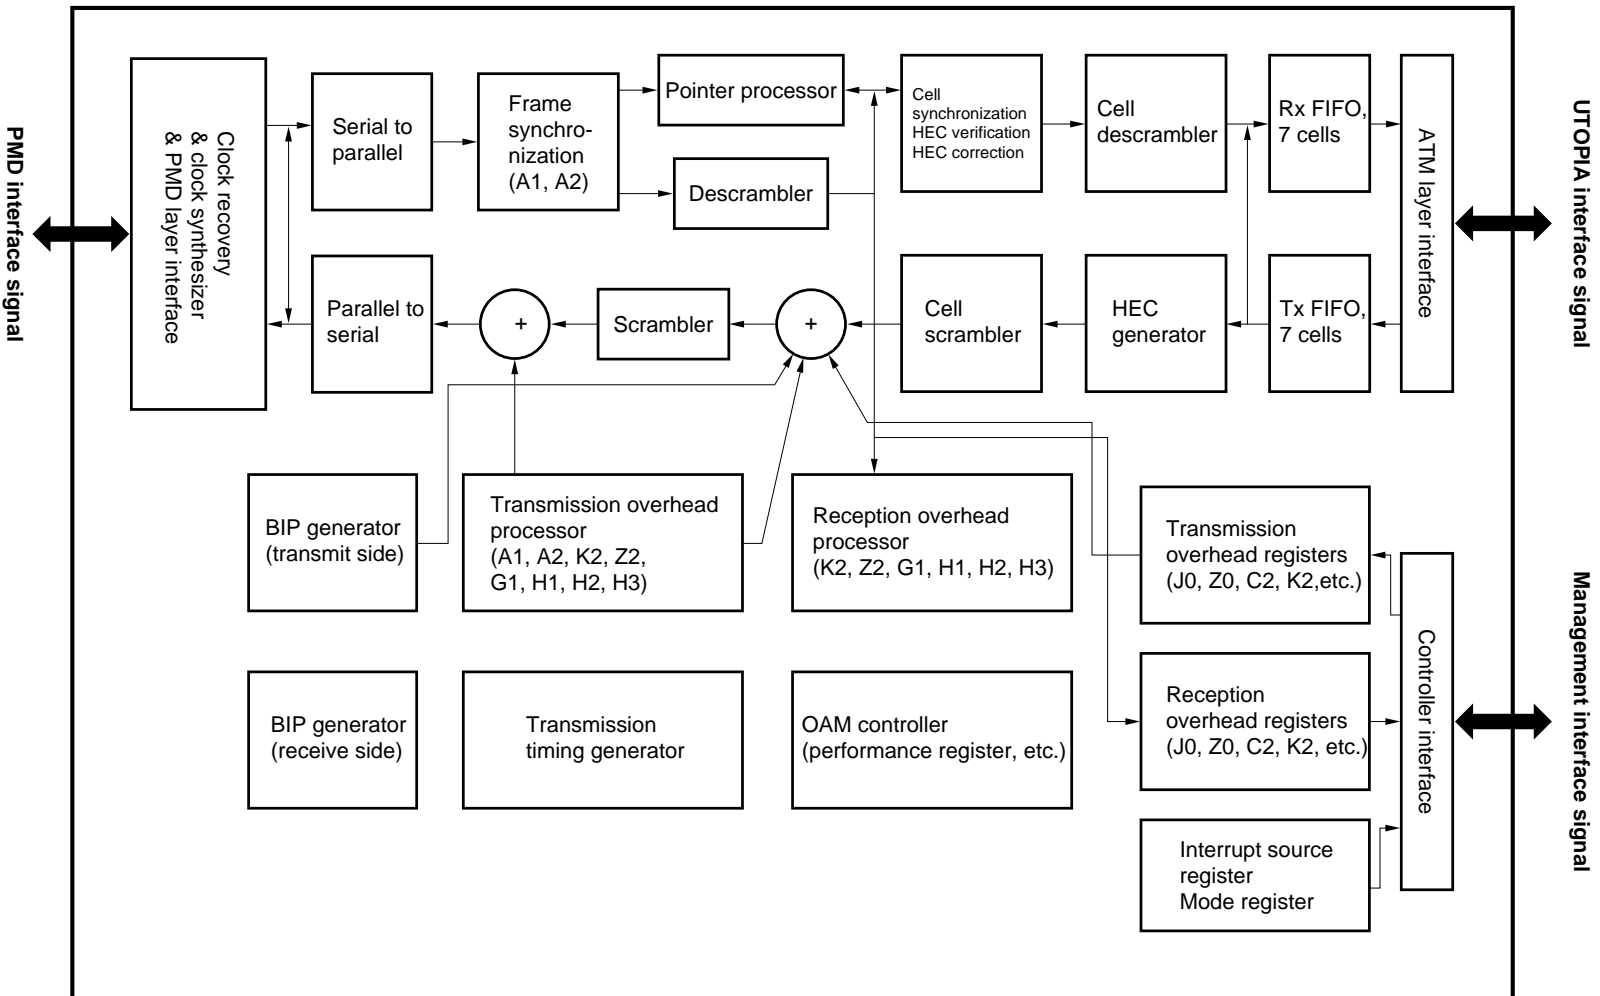 PMD interface signal
Clock recovery
& clock synthesizer
& PMD layer interface
Serial to
parallel
Frame
synchro-
nization
(A1, A2)
Pointer processor
Descrambler
Cell
synchronization
HEC verification
HEC correction
Cell
descrambler
Rx FIFO,
7 cells
ATM layer interface
UTOPIA interface signal
Parallel to
serial
+
Scrambler
+
Cell
scrambler
HEC
generator
Tx FIFO,
7 cells
BIP generator
(transmit side)
Transmission overhead
processor
(A1, A2, K2, Z2,
G1, H1, H2, H3)
Reception overhead
processor
(K2, Z2, G1, H1, H2, H3)
Transmission
overhead registers
(J0, Z0, C2, K2,etc.)
Controller interface
Management interface signal
BIP generator
(receive side)
Transmission
timing generator
OAM controller
(performance register, etc.)
Reception
overhead registers
(J0, Z0, C2, K2, etc.)
Interrupt source
register
Mode register